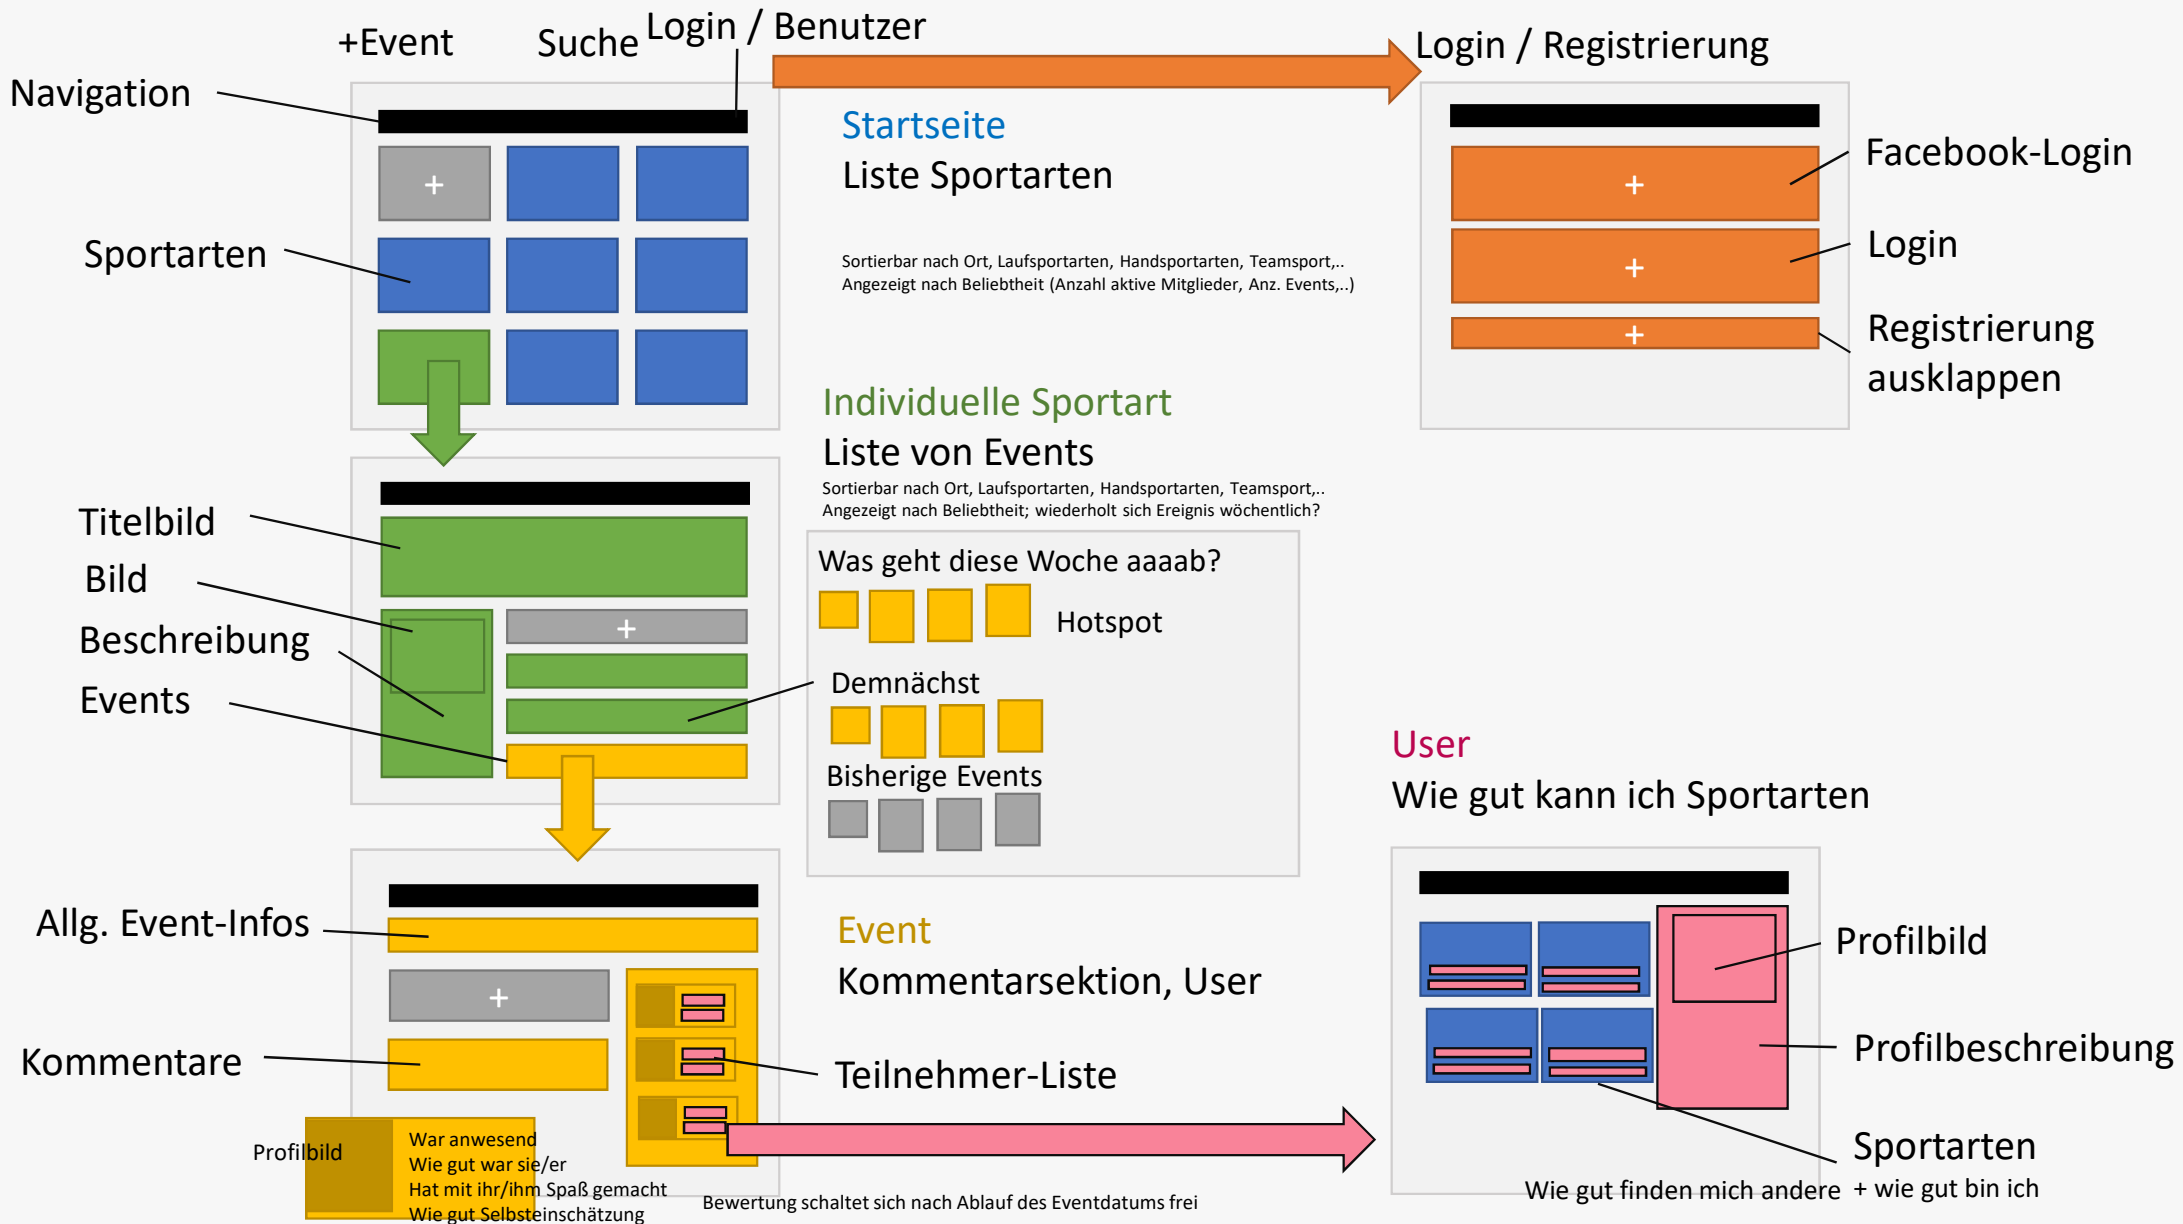 +Event
Suche
Login / Benutzer
Login / Registrierung
Navigation
+
Sportarten
Startseite
Liste Sportarten
Sortierbar nach Ort, Laufsportarten, Handsportarten, Teamsport,..
Angezeigt nach Beliebtheit (Anzahl aktive Mitglieder, Anz. Events,..)
+
Facebook-Login
+
Login
+
Registrierung
ausklappen
Individuelle Sportart
Liste von Events
Sortierbar nach Ort, Laufsportarten, Handsportarten, Teamsport,..
Angezeigt nach Beliebtheit; wiederholt sich Ereignis wöchentlich?
Titelbild
Bild
Beschreibung
Events
+
Was geht diese Woche aaaab?
Hotspot
Demnächst
Bisherige Events
User
Wie gut kann ich Sportarten
Allg. Event-Infos
+
Kommentare
Event
Kommentarsektion, User
Teilnehmer-Liste
Profilbild
War anwesend
Wie gut war sie/er
Hat mit ihr/ihm Spaß gemacht
Wie gut Selbsteinschätzung
Bewertung schaltet sich nach Ablauf des Eventdatums frei
Profilbild
Profilbeschreibung
Sportarten
Wie gut finden mich andere + wie gut bin ich